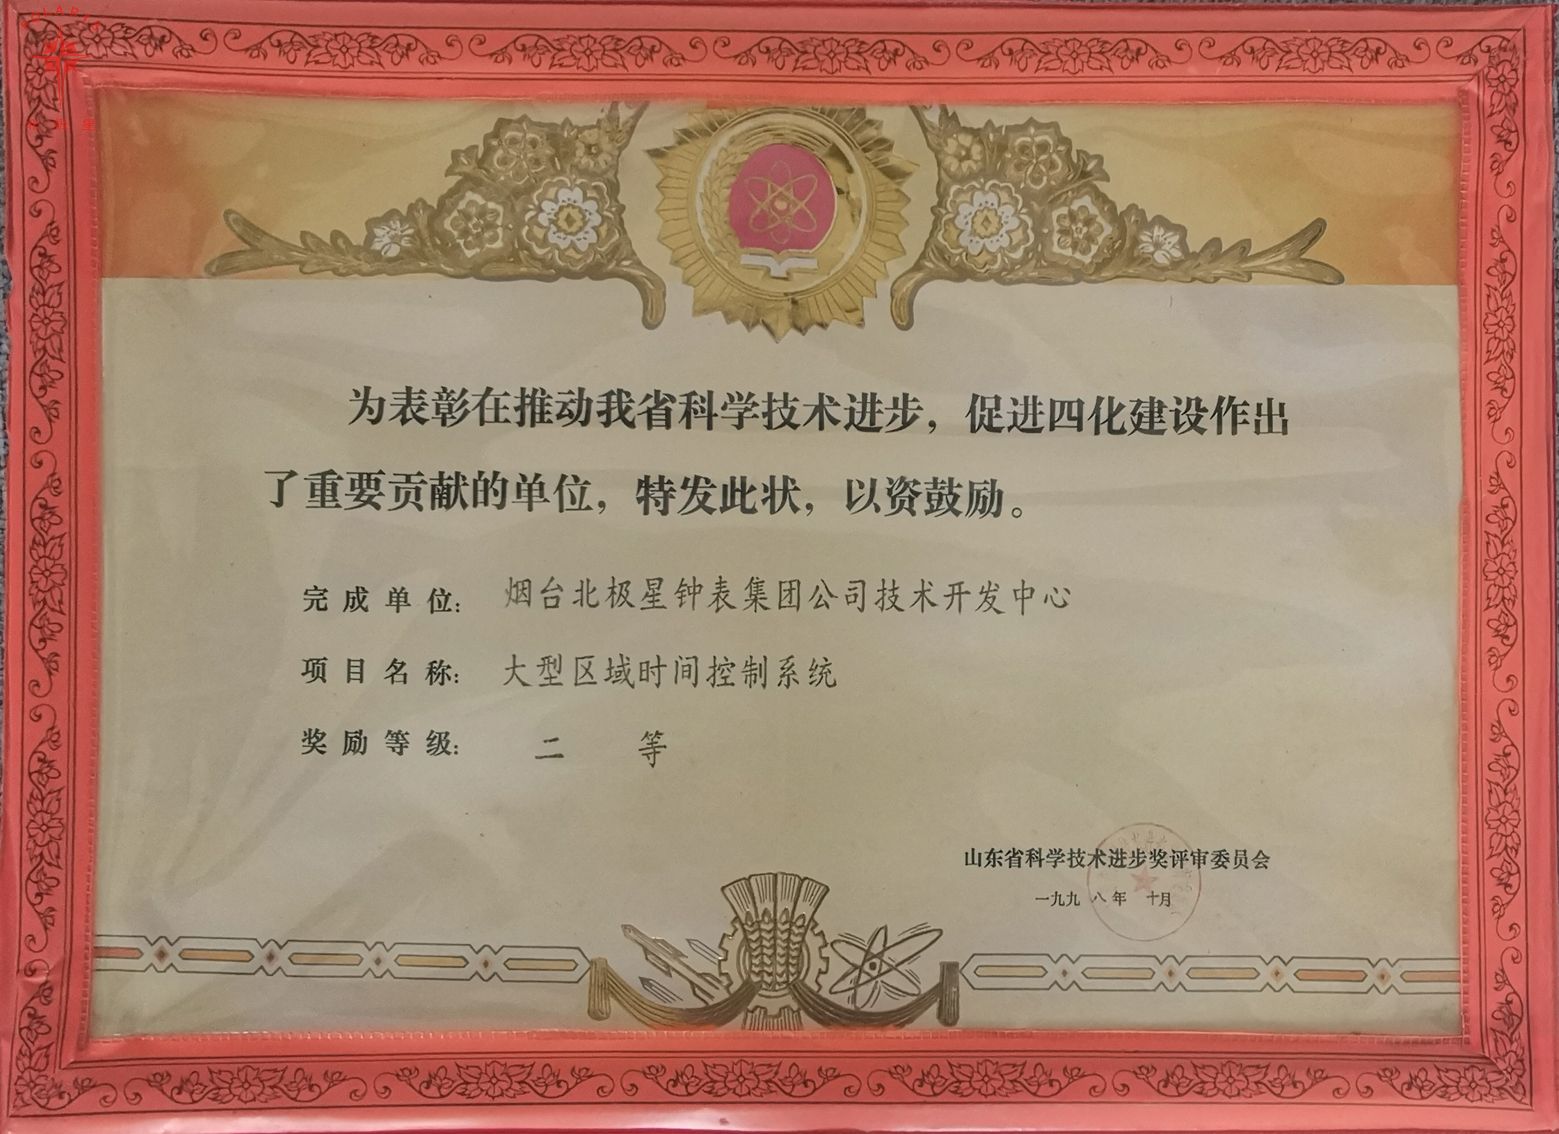 POLARIS
北极星
为表彰在推动我省科学技术进步，促进四化建设作出
了重要贡献的单位，特发此状，以资鼓励。
完成单位：烟台北极星钟表集团公司技术开发中心
项目名称：大型区域时间控制系统
奖励等级：二 等
山东省科学技术进步奖评审委员会
一九九八年 十月